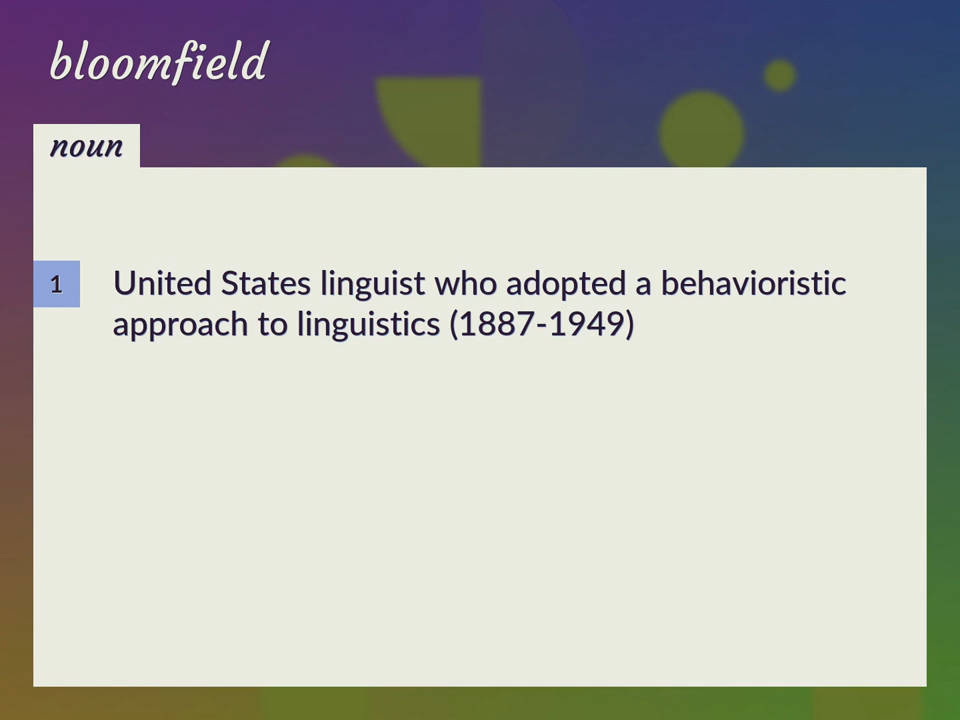 bloomfield
noun
1
United States linguist who adopted a behavioristic
approach to linguistics (1887-1949)